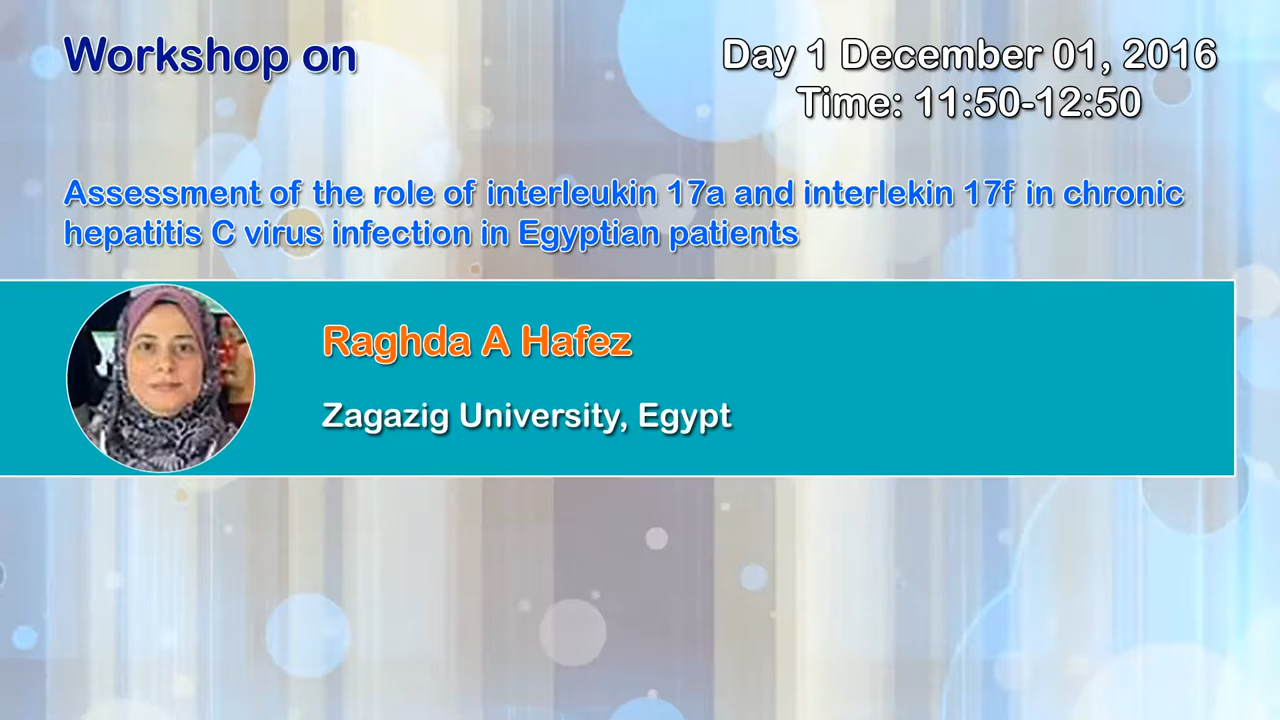 Workshop on
Day 1 December 01, 2016
Time: 11:50-12:50
Assessment of the role of interleukin 17a and interlekin 17f in chronic
hepatitis C virus infection in Egyptian patients
Raghda A Hafez
Zagazig University, Egypt